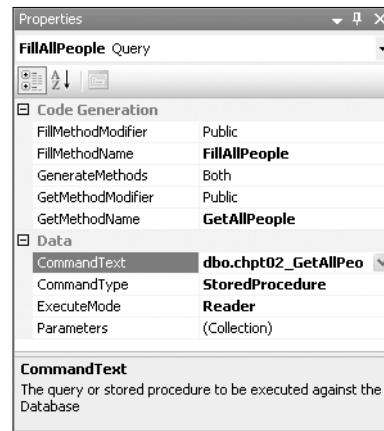 Properties
FillAllPeople Query
Code Generation
FillMethodModifier Public
FillMethodName FillAllPeople
GenerateMethods Both
GetMethodModifier Public
GetMethodName GetAllPeople
Data
CommandText dbo.chpt02_GetAllPeo
CommandType StoredProcedure
ExecuteMode Reader
Parameters (Collection)
CommandText
The query or stored procedure to be executed against the
Database